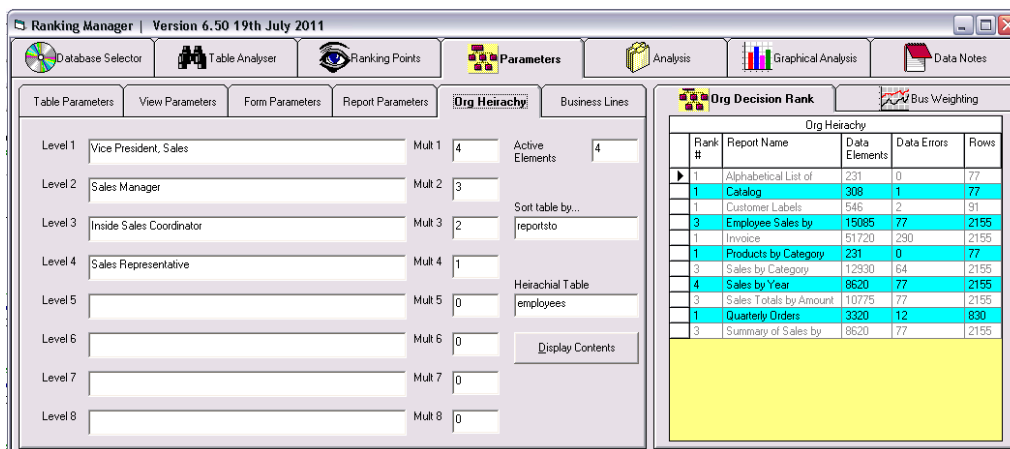 Ranking Manager | Version 6.50 19th July 2011
Database Selector Table Analyser Ranking Points Parameters Analysis Graphical Analysis Data Notes
Table Parameters View Parameters Form Parameters Report Parameters Org Heirachy Business Lines
Level 1 Vice President, Sales Mult 1 4 Active Elements 4
Level 2 Sales Manager Mult 2 3
Sort table by...
Level 3 Inside Sales Coordinator Mult 3 2 reportsto
Level 4 Sales Representative Mult 4 1
Heirachial Table
Level 5 Mult 5 0 employees
Level 6 Mult 6 0 Display Contents
Level 7 Mult 7 0
Level 8 Mult 8 0
Org Decision Rank Bus Weighting
Org Heirachy
Rank # Report Name Data Elements Data Errors Rows
1 Alphabetical List of 231 0 77
1 Catalog 308 1 77
1 Customer Labels 546 2 91
3 Employee Sales by 15085 77 2155
1 Invoice 51720 290 2155
1 Products by Category 231 0 77
3 Sales by Category 12930 64 2155
4 Sales by Year 8620 77 2155
3 Sales Totals by Amount 10775 77 2155
1 Quarterly Orders 3320 12 830
3 Summary of Sales by 8620 77 2155